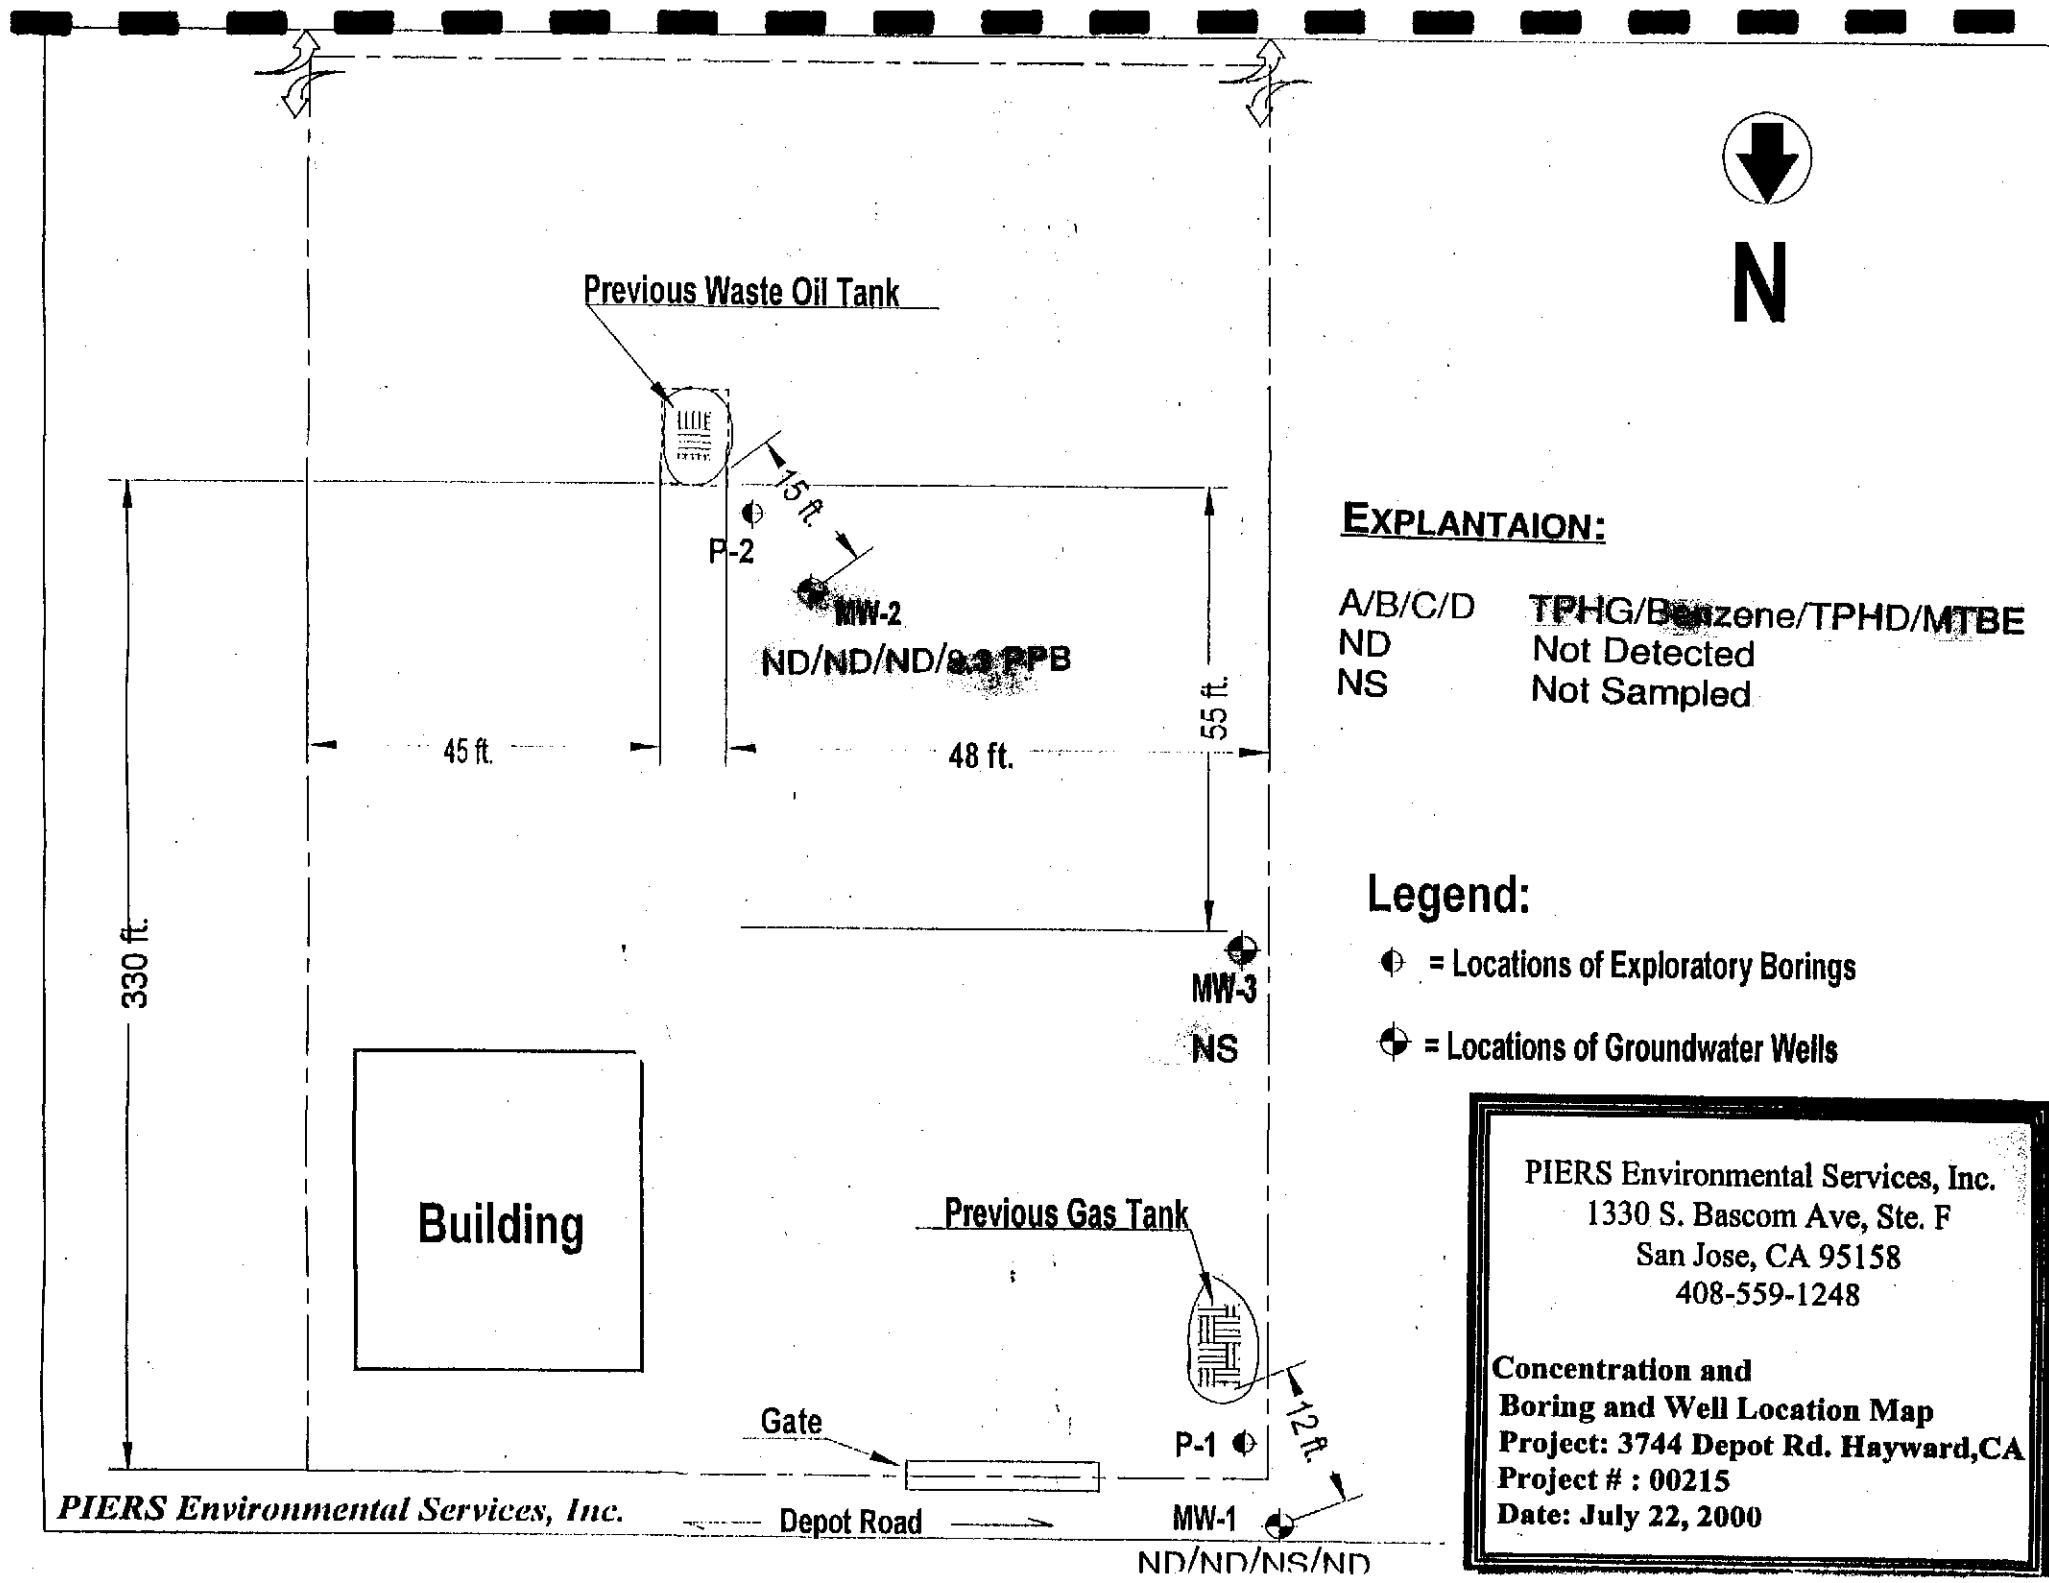 Previous Waste Oil Tank
N
15 ft.
P-2
MW-2
ND/ND/ND/ PPB
EXPLANTAION:
A/B/C/D TPHG/Benzene/TPHD/MTBE
ND Not Detected
NS Not Sampled
55 ft.
45 ft.
48 ft.
330 ft.
MW-3
NS
Legend:
= Locations of Exploratory Borings
= Locations of Groundwater Wells
Building
Previous Gas Tank
12 ft.
Gate
P-1
MW-1
ND/ND/NS/ND
Depot Road
PIERS Environmental Services, Inc.
PIERS Environmental Services, Inc.
1330 S. Bascom Ave, Ste. F
San Jose, CA 95158
408-559-1248
Concentration and
Boring and Well Location Map
Project: 3744 Depot Rd. Hayward,CA
Project # : 00215
Date: July 22, 2000